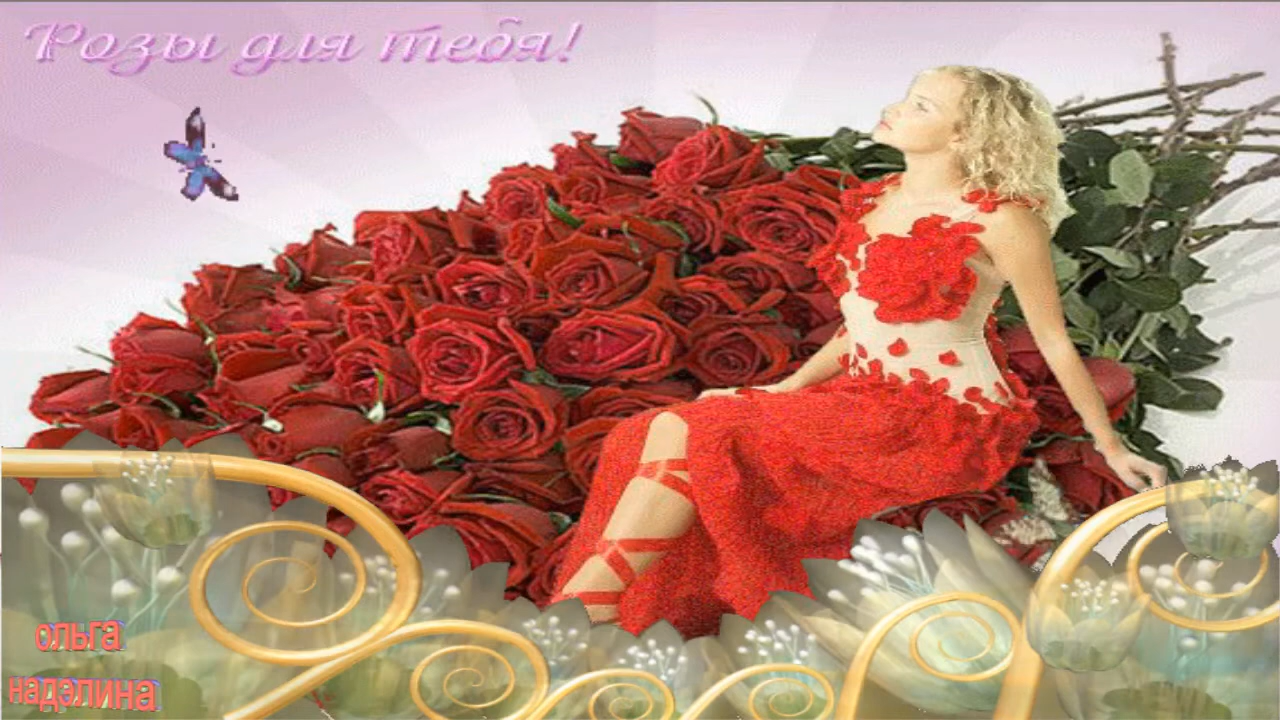 Розы для тебя!
ольга
надэлина